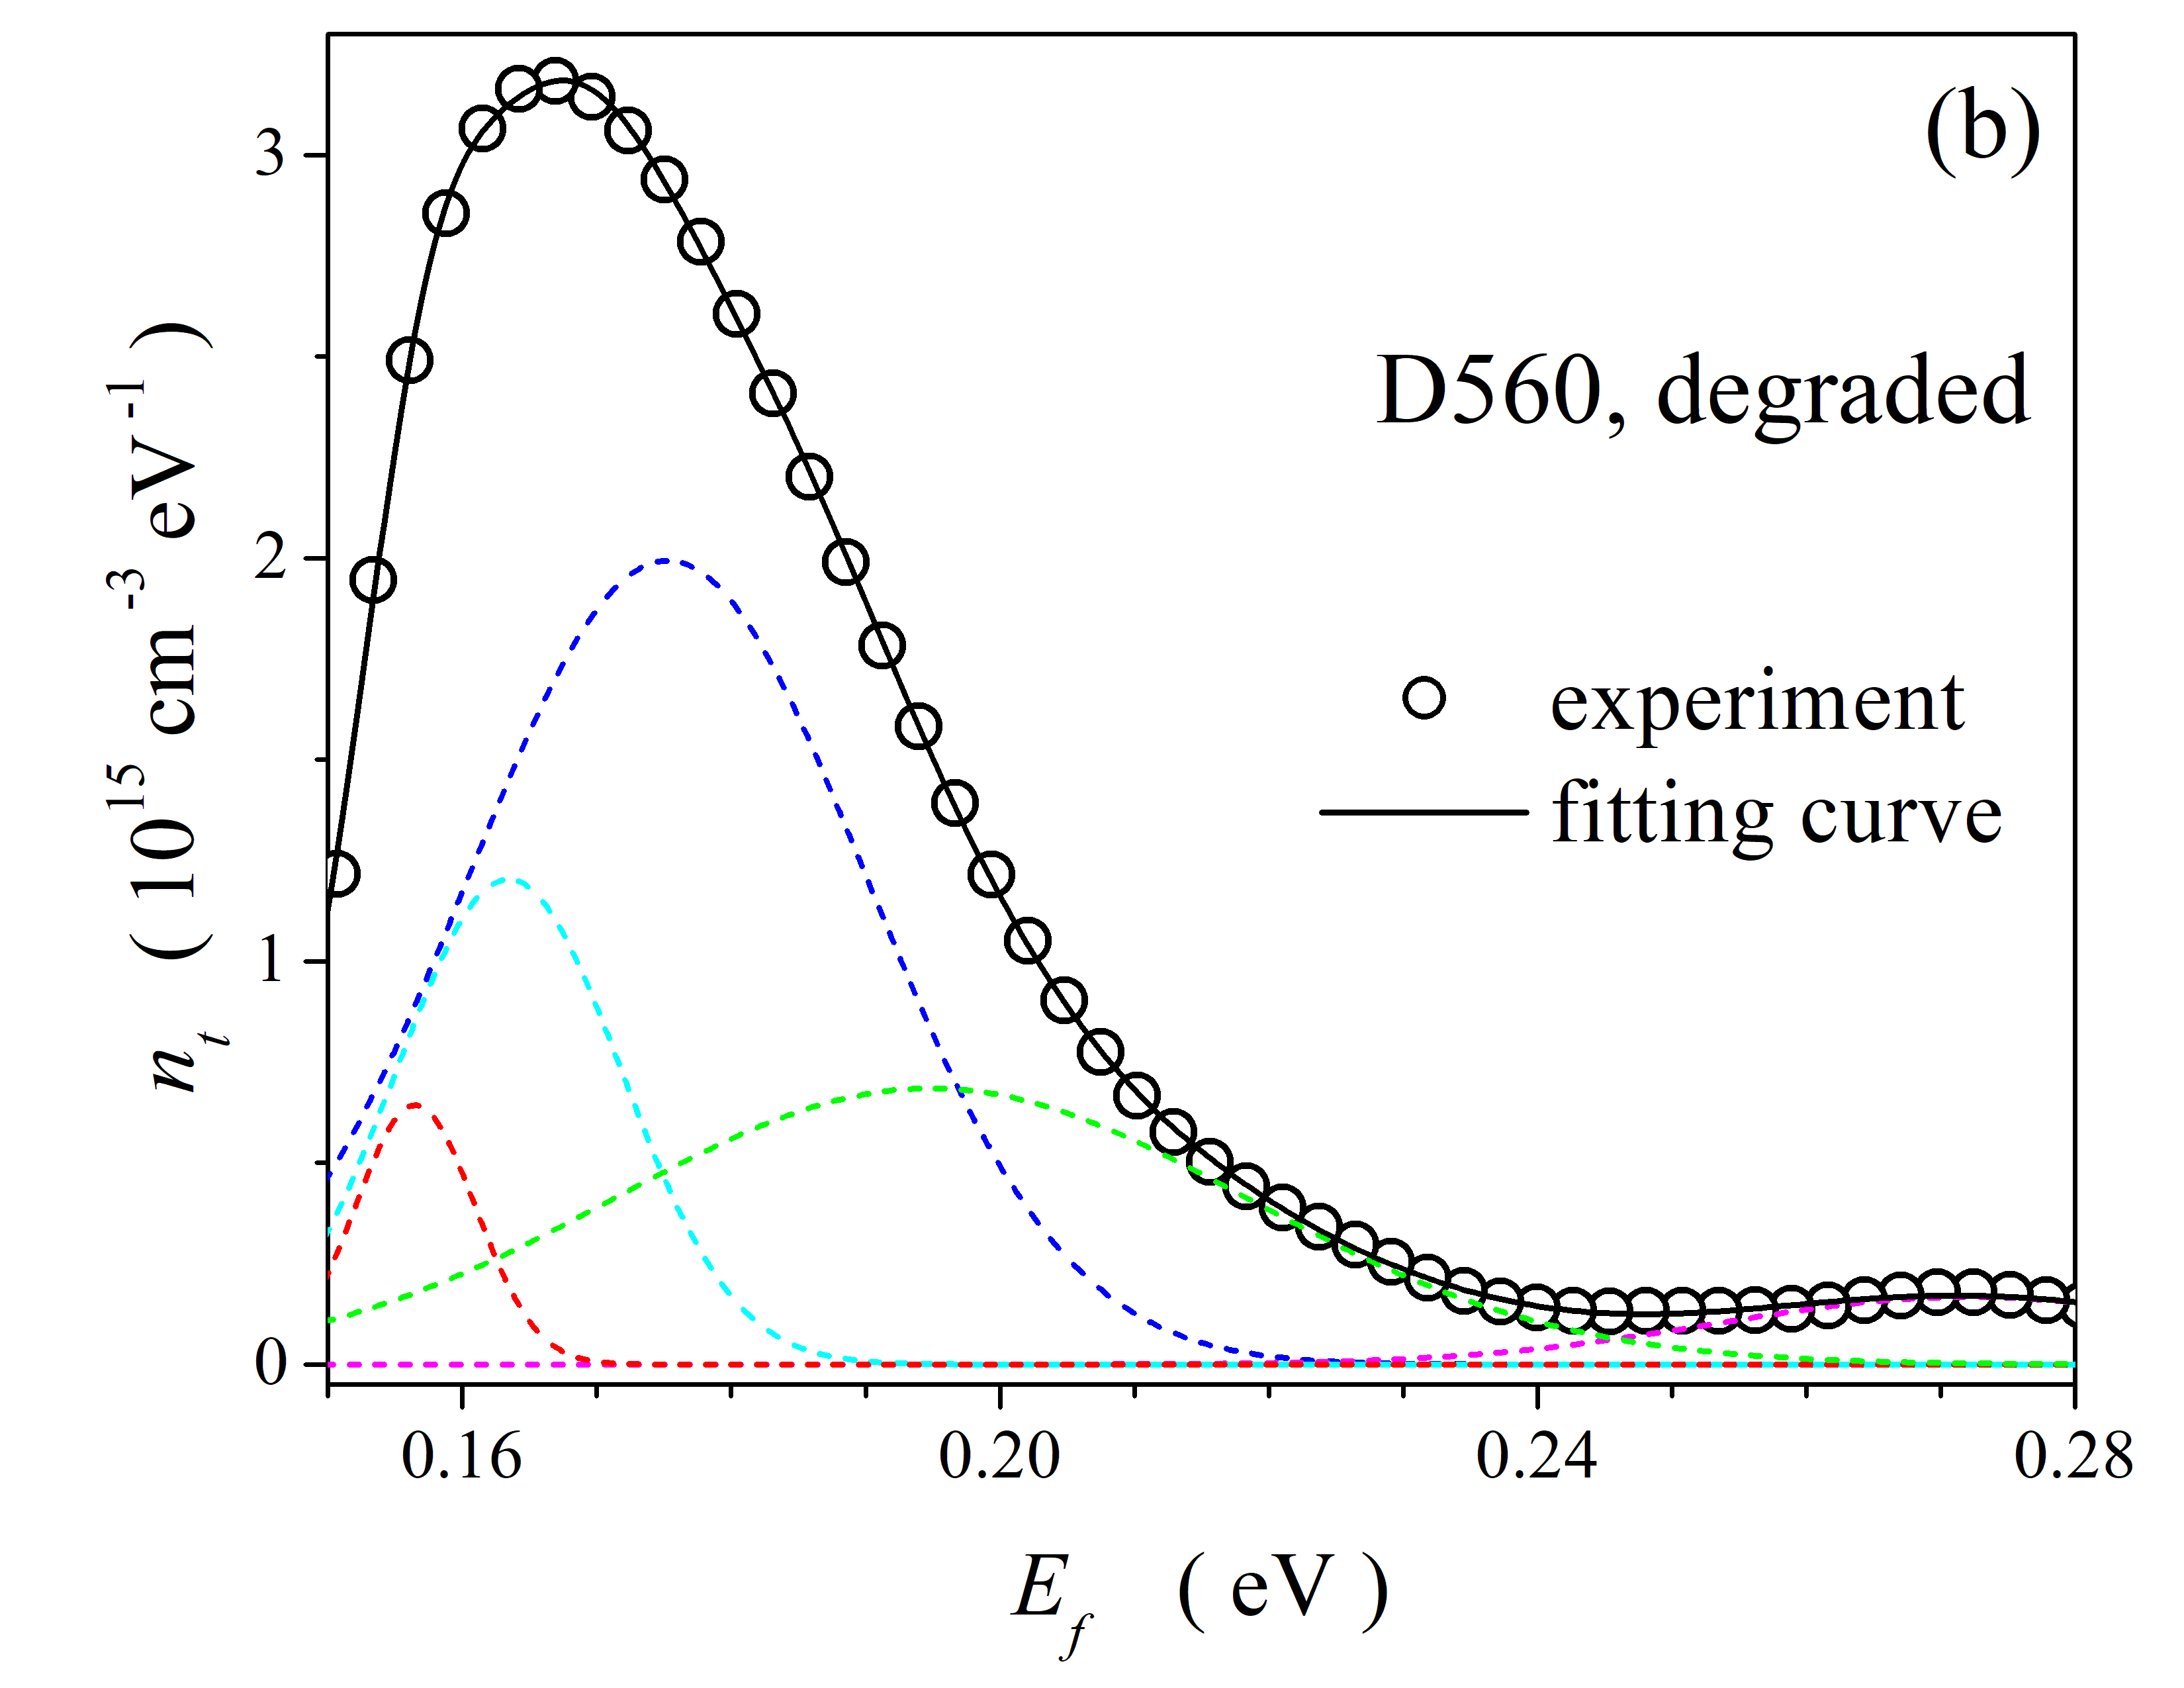 (b)
3
D560, degraded
2
experiment
fitting curve
1
0
n_t ( 10^15 cm^-3 eV^-1 )
0.16 0.20 0.24 0.28
E_f ( eV )